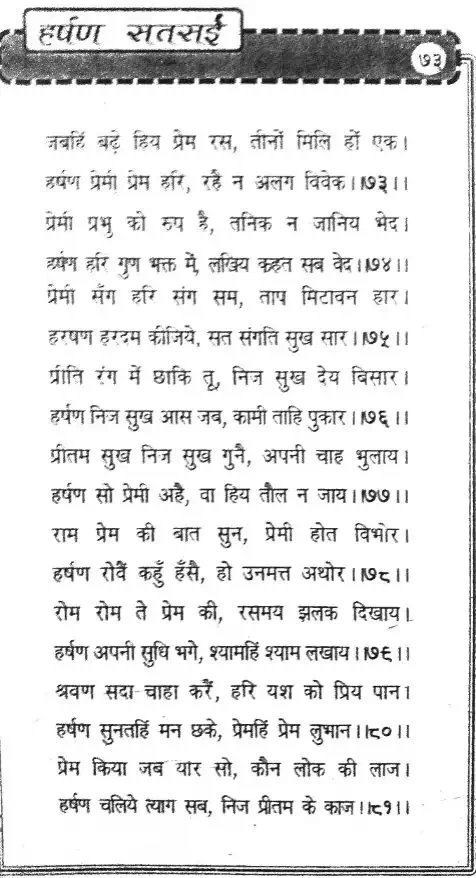 हर्षण सतसई
७३
जबहिं बढ़े हिय प्रेम रस, तीनों मिलि हों एक।
हर्षण प्रेमी प्रेम हरि, रहै न अलग विवेक।।७३।।
प्रेमी प्रभु को रुप है, तनिक न जानिय भेद।
हर्षण हरि गुण भक्त में, लखिय कहत सब वेद।।७४।।
प्रेमी सँग हरि संग सम, ताप मिटावन हार।
हरषण हरदम कीजिये, सत संगति सुख सार।।७५।।
प्रीति रंग में छाकि तू, निज सुख देय बिसार।
हर्षण निज सुख आस जब, कामी ताहि पुकार।।७६।।
प्रीतम सुख निज सुख गुनै, अपनी चाह भुलाय।
हर्षण सो प्रेमी अहै, वा हिय तौल न जाय।।७७।।
राम प्रेम की बात सुन, प्रेमी होत विभोर।
हर्षण रोवैं कहुँ हँसै, हो उनमत्त अथोर।।७८।।
रोम रोम ते प्रेम की, रसमय झलक दिखाय।
हर्षण अपनी सुधि भगे, श्यामहिं श्याम लखाय।।७९।।
श्रवण सदा चाहा करैं, हरि यश को प्रिय पान।
हर्षण सुनतहिं मन छके, प्रेमहिं प्रेम लुभान।।८०।।
प्रेम किया जब यार सो, कौन लोक की लाज।
हर्षण चलिये त्याग सब, निज प्रीतम के काज।।८१।।